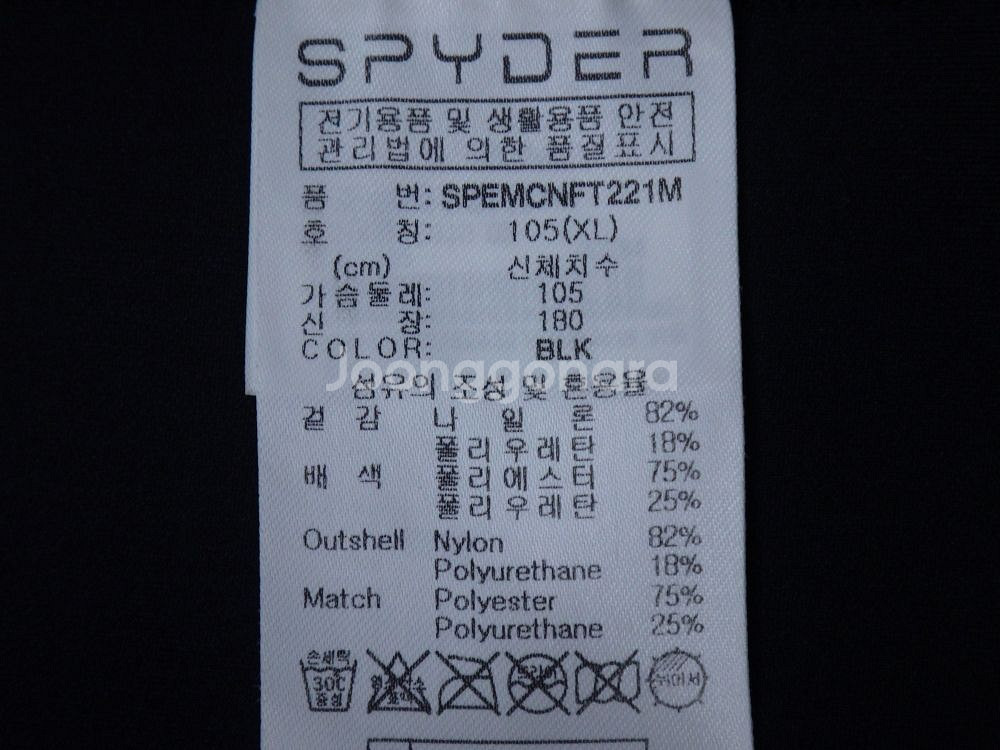 SPYDER
전기용품 및 생활용품 안전
관리법에 의한 품질표시
품 번: SPEMCNFT221M
호 칭: 105(XL)
(cm) 신체치수
가슴둘레: 105
신 장: 180
COLOR: BLK
Joonggonara
섬유의 조성 및 혼용율
겉 감 나 일 론 82%
폴리우레탄 18%
배 색 폴리에스터 75%
폴리우레탄 25%
Outshell Nylon 82%
Polyurethane 18%
Match Polyester 75%
Polyurethane 25%
손세탁
30℃
중성
뉘어서